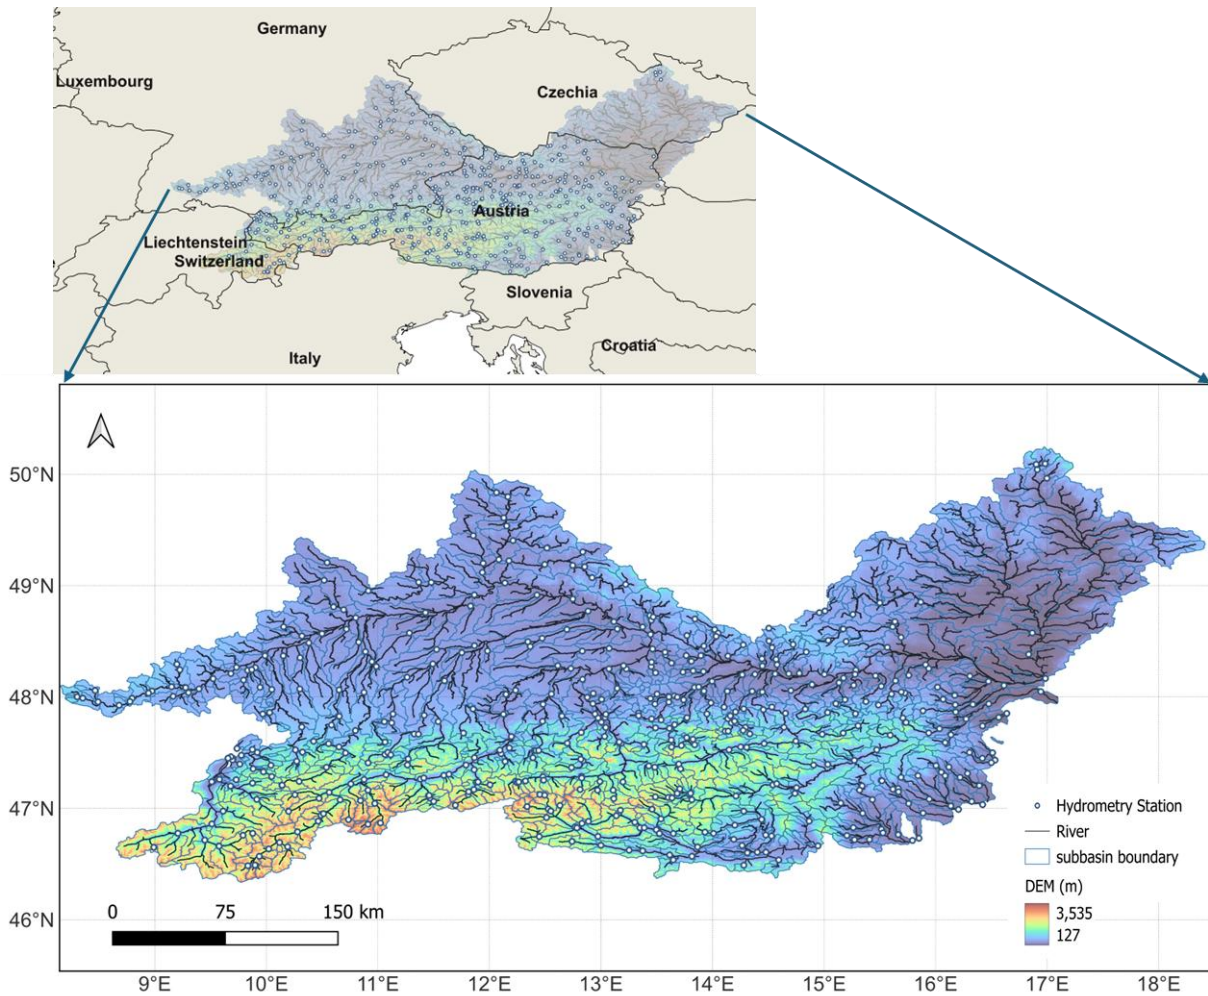 Germany
Luxembourg
Czechia
Austria
Liechtenstein
Switzerland
Slovenia
Croatia
Italy
50°N
49°N
48°N
47°N
46°N
Hydrometry Station
River
subbasin boundary
DEM (m)
3,535
127
0 75 150 km
9°E 10°E 11°E 12°E 13°E 14°E 15°E 16°E 17°E 18°E